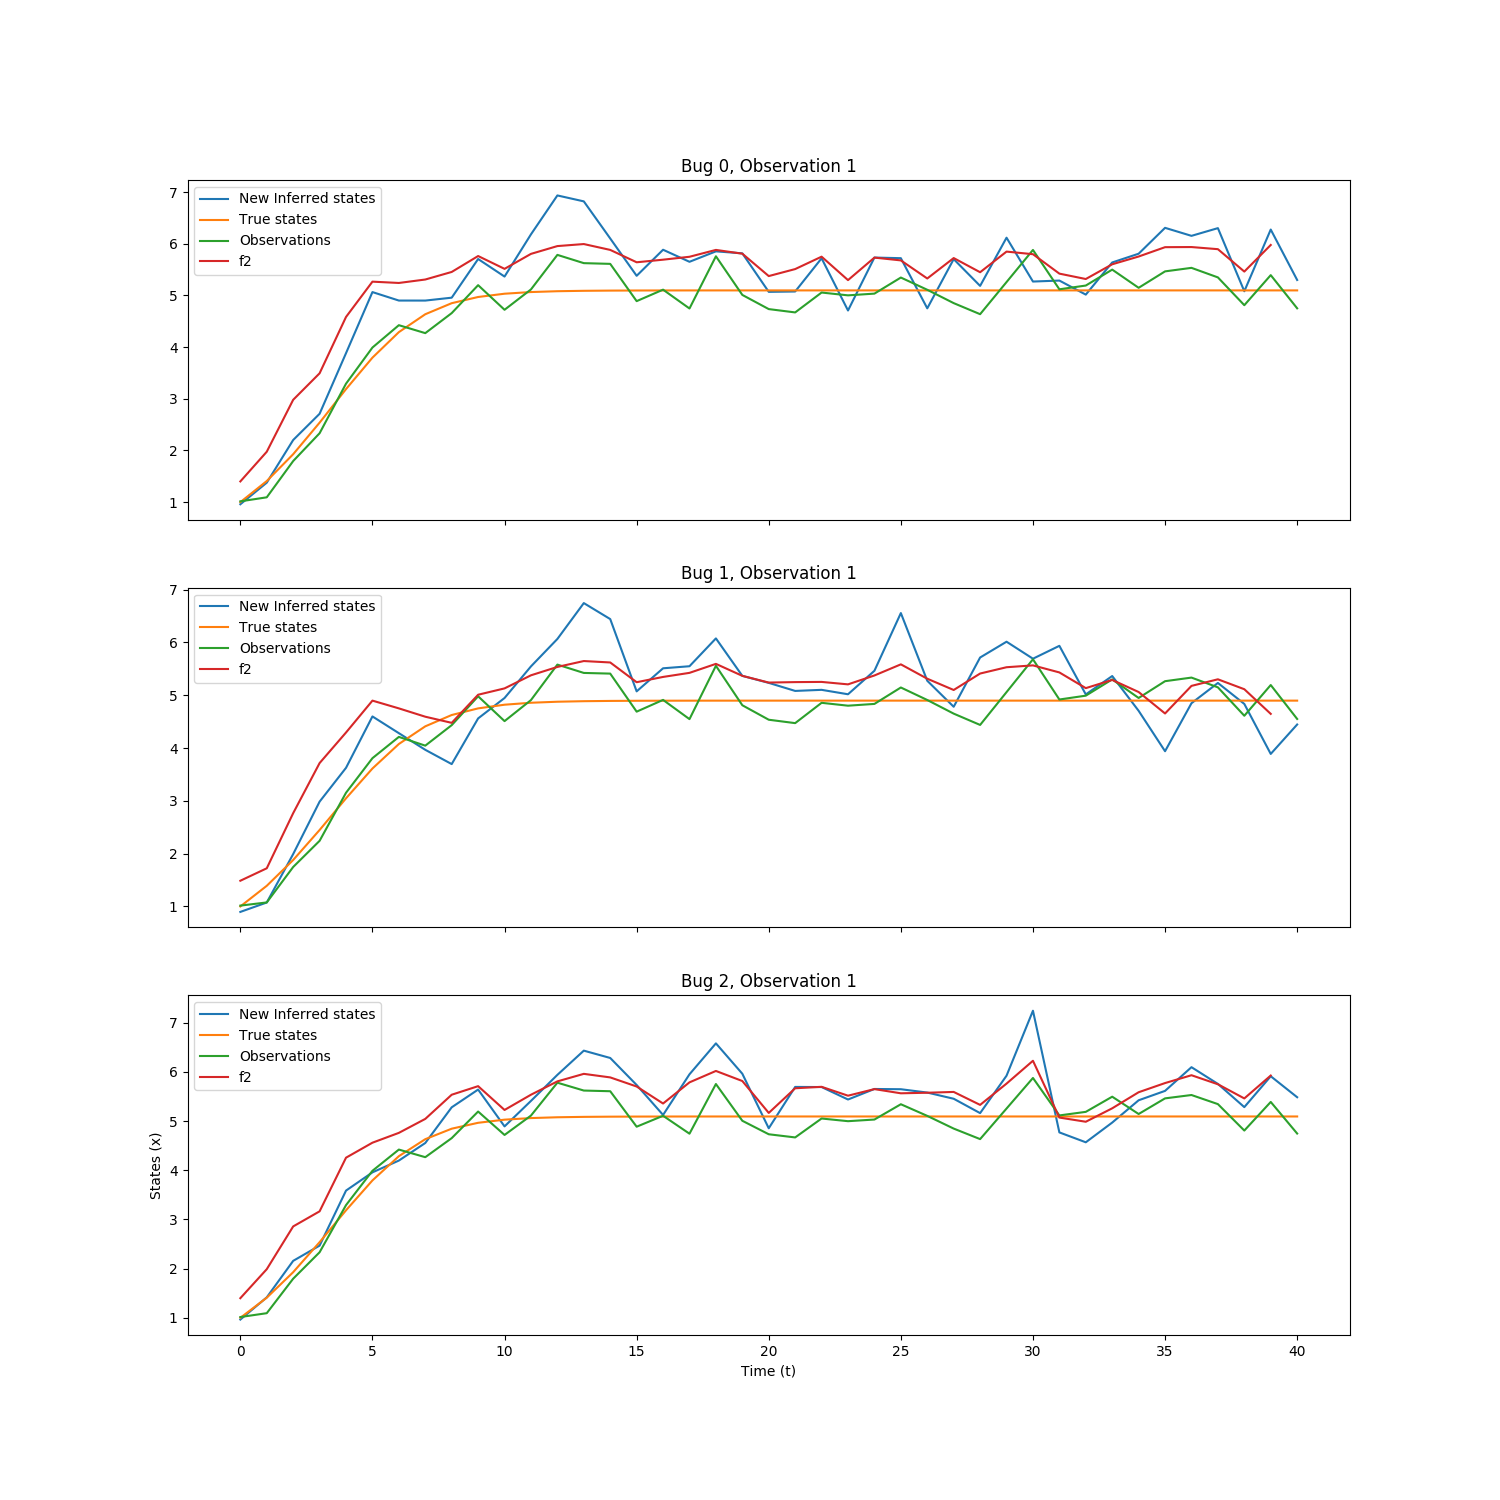 Bug 0, Observation 1
7
6
5
4
3
2
1
New Inferred states
True states
Observations
f2
Bug 1, Observation 1
7
6
5
4
3
2
1
New Inferred states
True states
Observations
f2
Bug 2, Observation 1
States (x)
7
6
5
4
3
2
1
New Inferred states
True states
Observations
f2
0 5 10 15 20 25 30 35 40
Time (t)